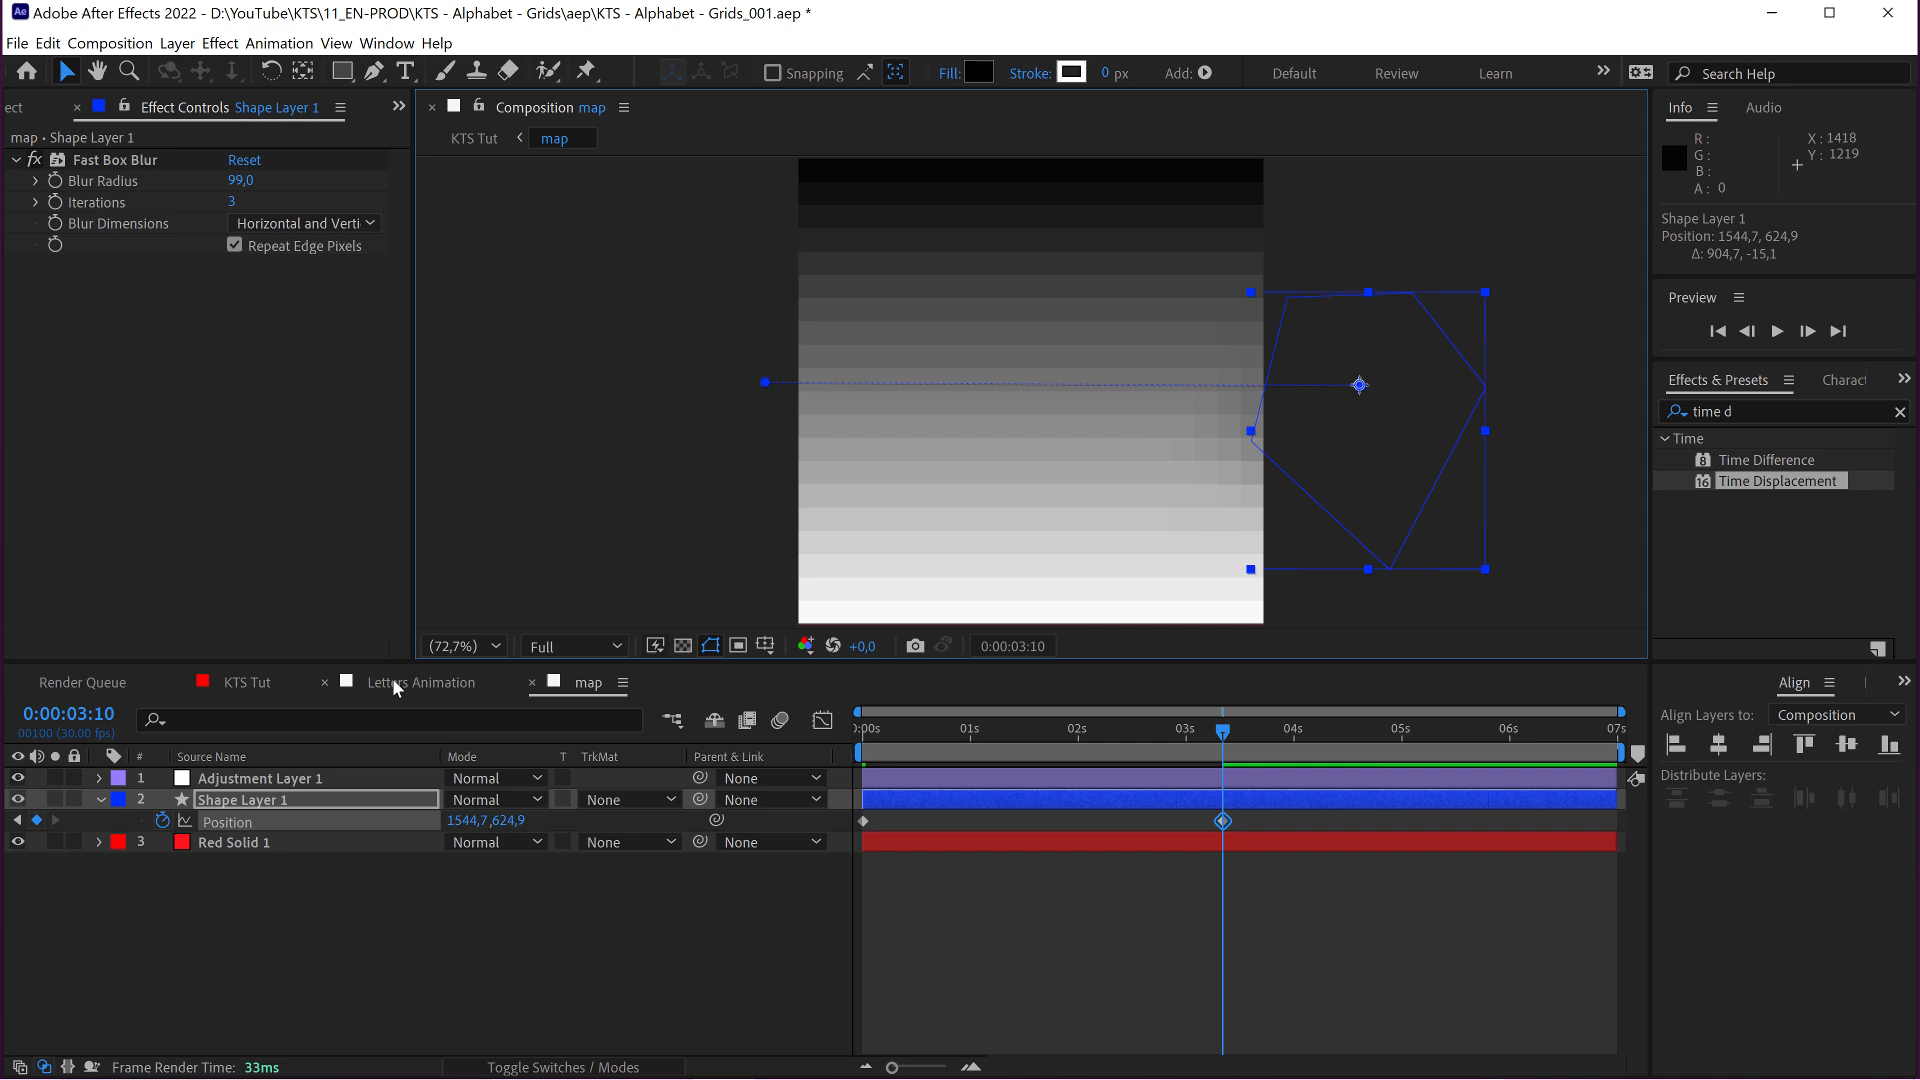 Adobe After Effects 2022 - D:\YouTube\KTS\11_EN-PROD\KTS - Alphabet - Grids\aep\KTS - Alphabet - Grids_001.aep *
File Edit Composition Layer Effect Animation View Window Help
Snapping
Fill:
Stroke:
0 px
Add:
Default
Review
Learn
Search Help
ect
Effect Controls Shape Layer 1
map • Shape Layer 1
fx Fast Box Blur Reset
Blur Radius 99,0
Iterations 3
Blur Dimensions Horizontal and Verti
Repeat Edge Pixels
Composition map
KTS Tut
map
(72,7%)
Full
+0,0
0:00:03:10
Info
Audio
R:
G:
B:
A: 0
X: 1418
Y: 1219
Shape Layer 1
Position: 1544,7, 624,9
Δ: 904,7, -15,1
Preview
Effects & Presets
Charact
time d
Time
8 Time Difference
16 Time Displacement
Render Queue
KTS Tut
Letters Animation
map
0:00:03:10
00100 (30.00 fps)
# Source Name Mode T TrkMat Parent & Link
):00s 01s 02s 03s 04s 05s 06s 07s
1 Adjustment Layer 1 Normal None
2 Shape Layer 1 Normal None None
Position 1544,7,624,9
3 Red Solid 1 Normal None None
Frame Render Time: 33ms
Toggle Switches / Modes
Align
Align Layers to: Composition
Distribute Layers: